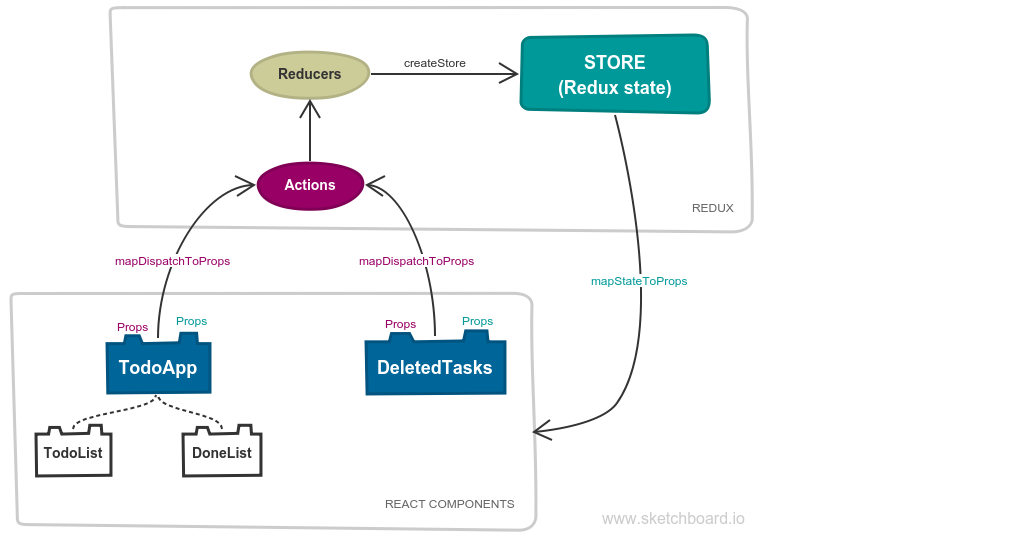 STORE
(Redux state)
createStore
Reducers
Actions
REDUX
mapDispatchToProps
mapDispatchToProps
mapStateToProps
Props
Props
Props
Props
TodoApp
DeletedTasks
TodoList
DoneList
REACT COMPONENTS
www.sketchboard.io